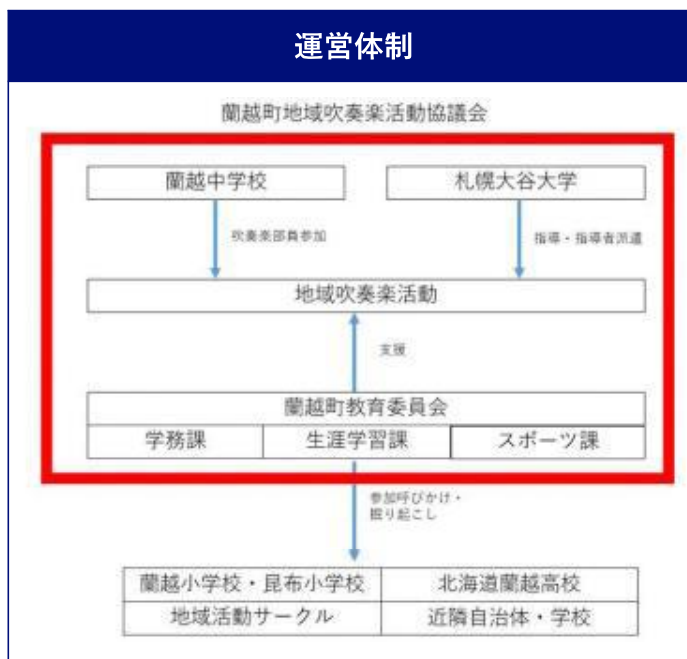 運営体制
蘭越町地域吹奏楽活動協議会
蘭越中学校
札幌大谷大学
吹奏楽部員参加
指導・指導者派遣
地域吹奏楽活動
支援
蘭越町教育委員会
学務課
生涯学習課
スポーツ課
参加呼びかけ・
掘り起こし
蘭越小学校・昆布小学校
北海道蘭越高校
地域活動サークル
近隣自治体・学校